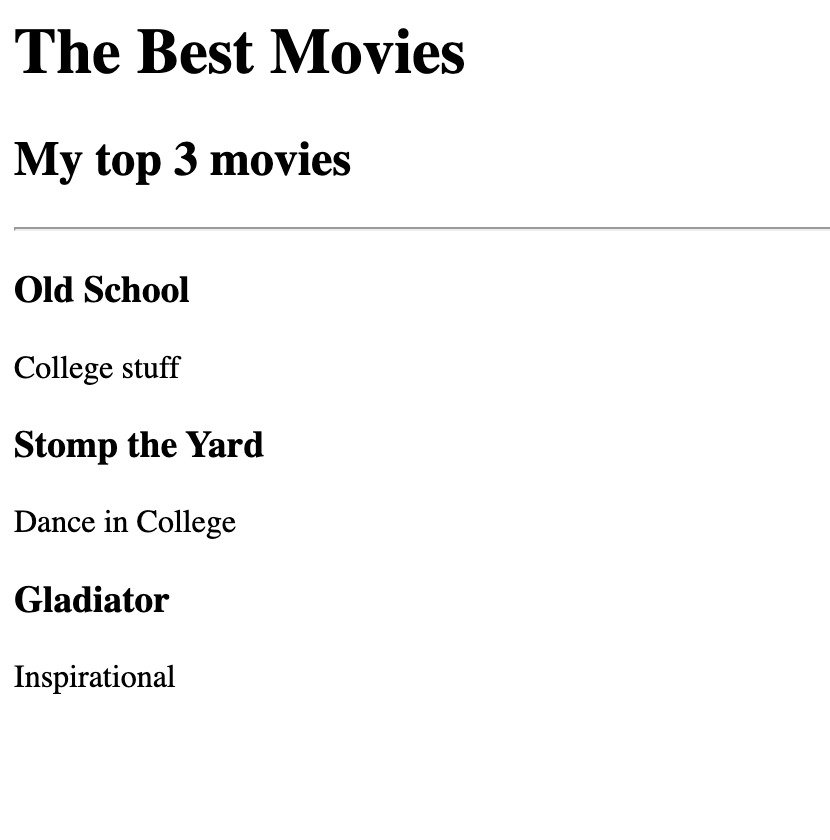 The Best Movies
My top 3 movies
Old School
College stuff
Stomp the Yard
Dance in College
Gladiator
Inspirational